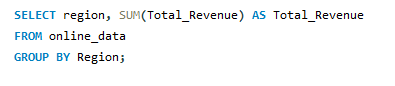 SELECT region, SUM(Total_Revenue) AS Total_Revenue
FROM online_data
GROUP BY Region;